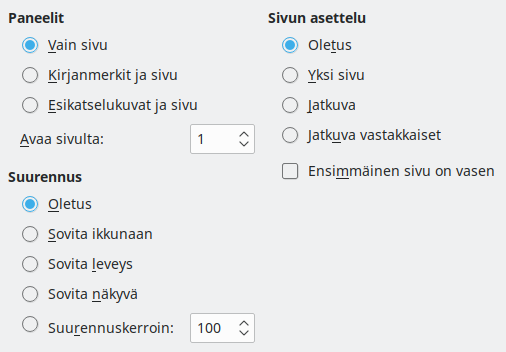 Paneelit
Vain sivu
Kirjanmerkit ja sivu
Esikatselukuvat ja sivu
Avaa sivulta: 1
Suurennus
Oletus
Sovita ikkunaan
Sovita leveys
Sovita näkyvä
Suurennuskerroin: 100
Sivun asettelu
Oletus
Yksi sivu
Jatkuva
Jatkuva vastakkaiset
Ensimmäinen sivu on vasen